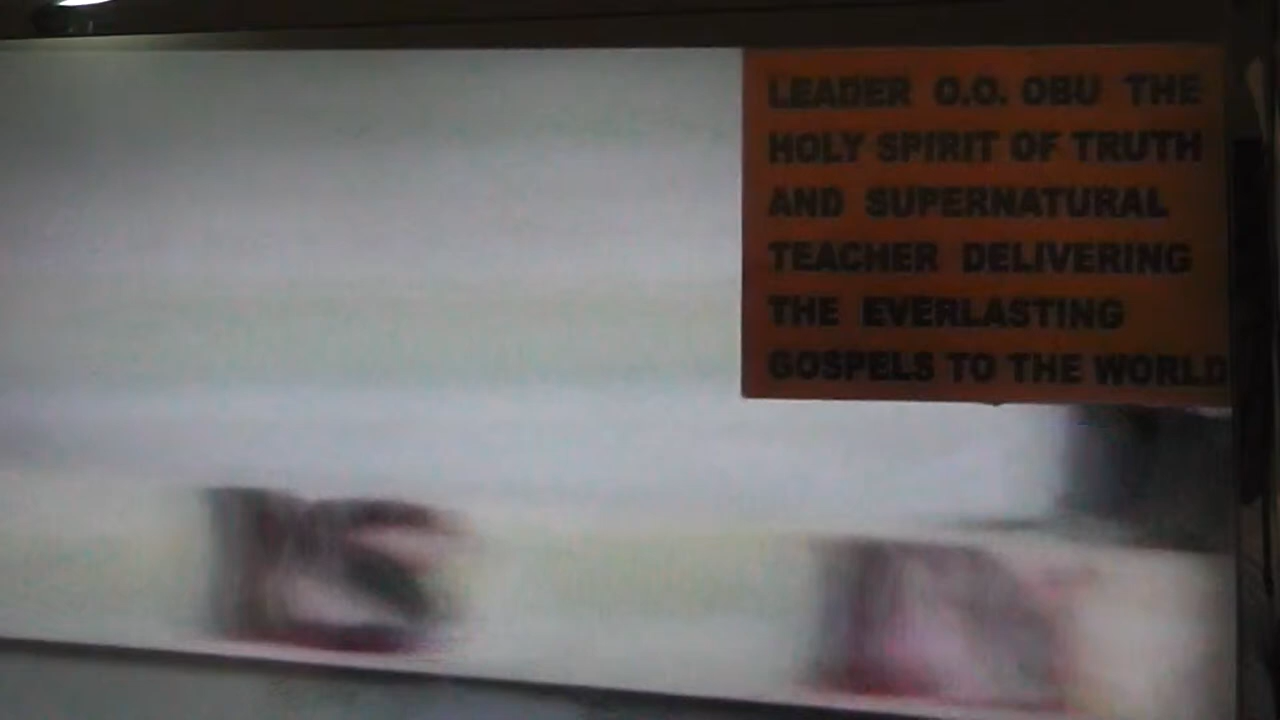 LEADER O.O. OBU THE
HOLY SPIRIT OF TRUTH
AND SUPERNATURAL
TEACHER DELIVERING
THE EVERLASTING
GOSPELS TO THE WORLD